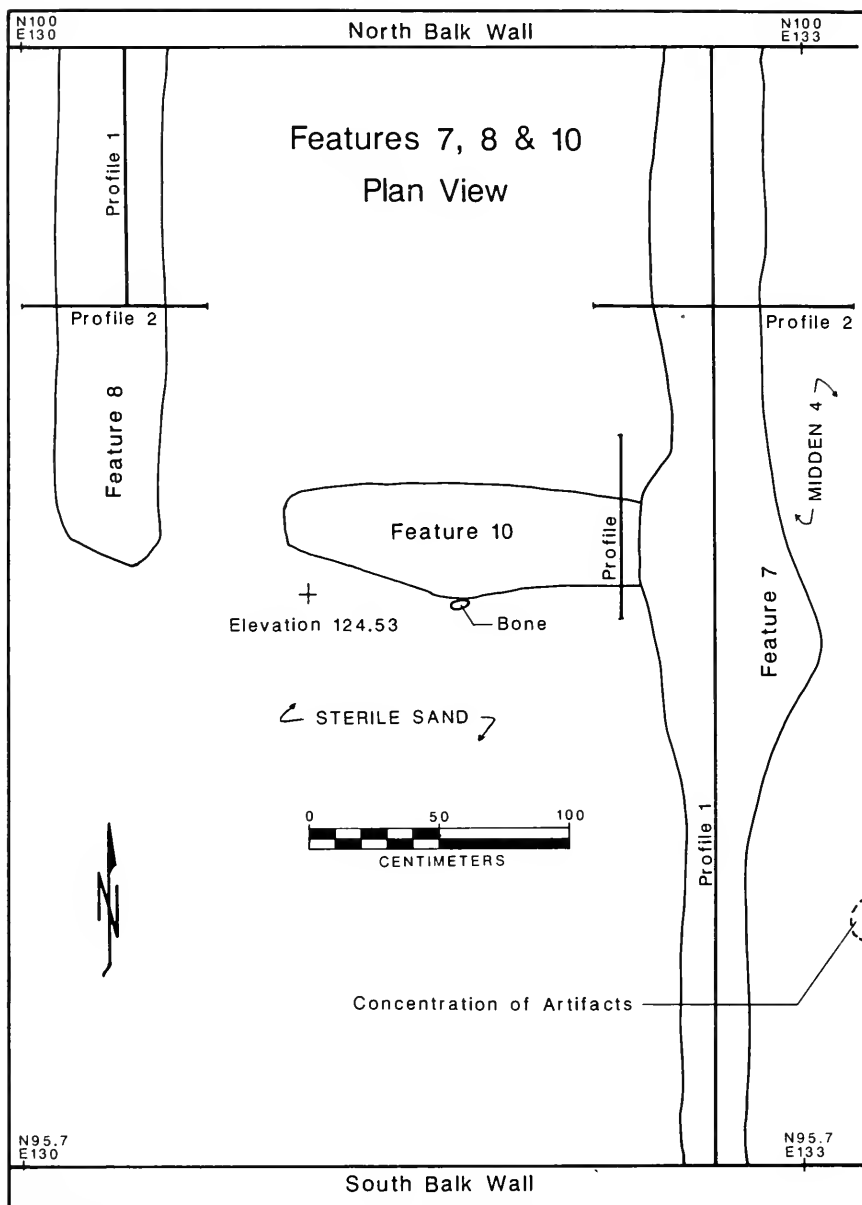 N100
E130
North Balk Wall
N100
E133
Features 7, 8 & 10
Plan View
Profile 1
Profile 2
Profile 2
Feature 8
MIDDEN 4
Feature 10
Profile
Feature 7
Elevation 124.53
Bone
STERILE SAND
0 50 100
CENTIMETERS
Profile 1
N
Concentration of Artifacts
N95.7
E130
N95.7
E133
South Balk Wall